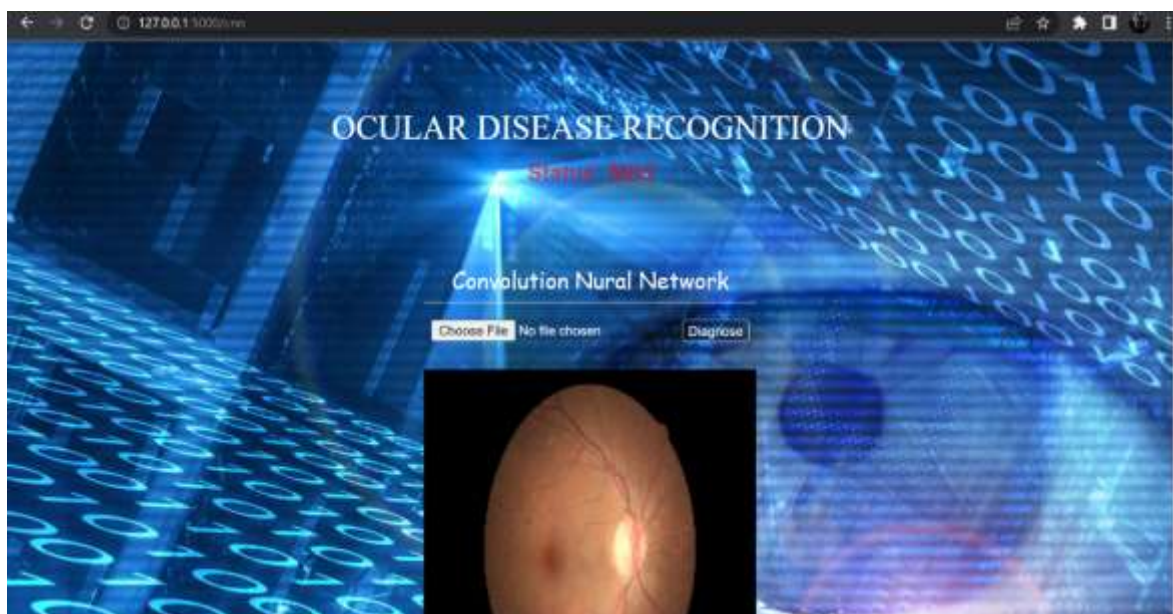 127.0.0.1:5000/cnn
OCULAR DISEASE RECOGNITION
Convolution Nural Network
Choose File No file chosen Diagnose